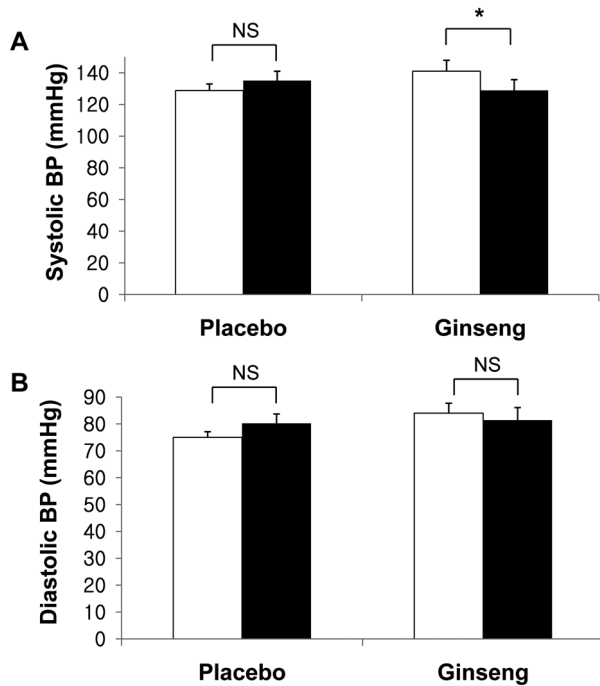 A
NS
*
Systolic BP (mmHg)
140
120
100
80
60
40
20
0
Placebo
Ginseng
B
NS
NS
Diastolic BP (mmHg)
90
80
70
60
50
40
30
20
10
0
Placebo
Ginseng